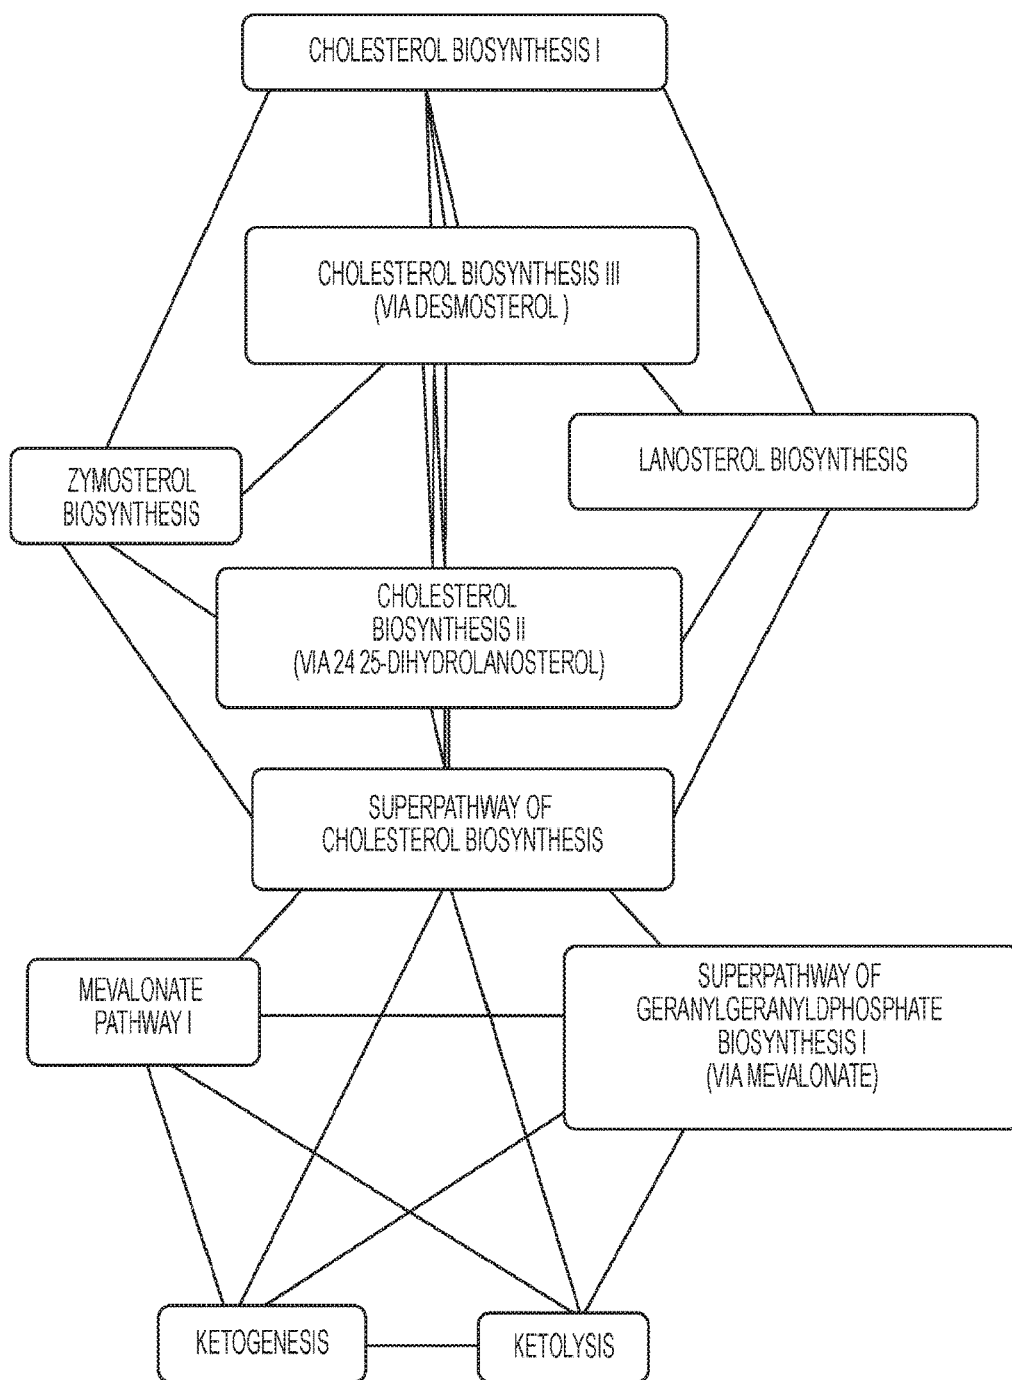 CHOLESTEROL BIOSYNTHESIS I
CHOLESTEROL BIOSYNTHESIS III
(VIA DESMOSTEROL )
ZYMOSTEROL
BIOSYNTHESIS
LANOSTEROL BIOSYNTHESIS
CHOLESTEROL
BIOSYNTHESIS II
(VIA 24 25-DIHYDROLANOSTEROL)
SUPERPATHWAY OF
CHOLESTEROL BIOSYNTHESIS
MEVALONATE
PATHWAY I
SUPERPATHWAY OF
GERANYLGERANYLDPHOSPHATE
BIOSYNTHESIS I
(VIA MEVALONATE)
KETOGENESIS
KETOLYSIS